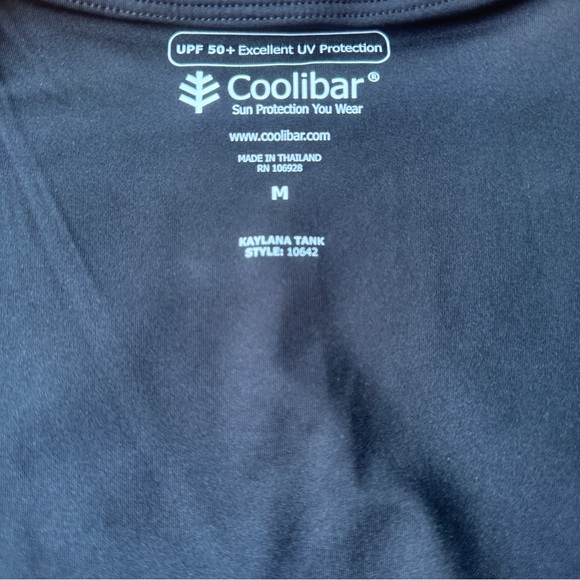 UPF 50+ Excellent UV Protection
Coolibar®
Sun Protection You Wear
www.coolibar.com
MADE IN THAILAND
RN 106928
M
KAYLANA TANK
STYLE: 10642